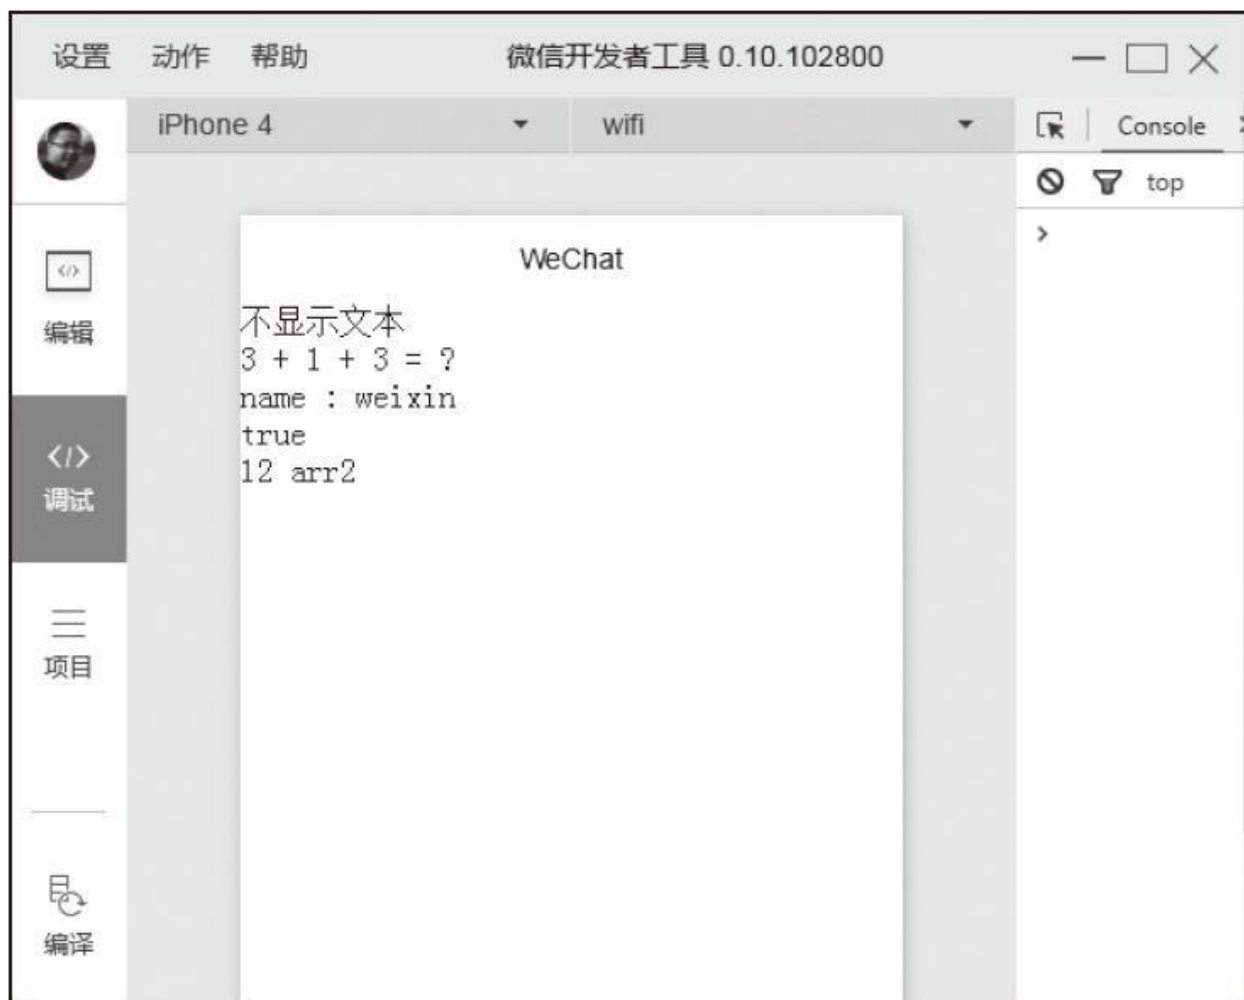 设置 动作 帮助 微信开发者工具 0.10.102800
iPhone 4 wifi Console
top
WeChat
不显示文本
3 + 1 + 3 = ?
name : weixin
true
12 arr2
编辑
</>
调试
项目
编译